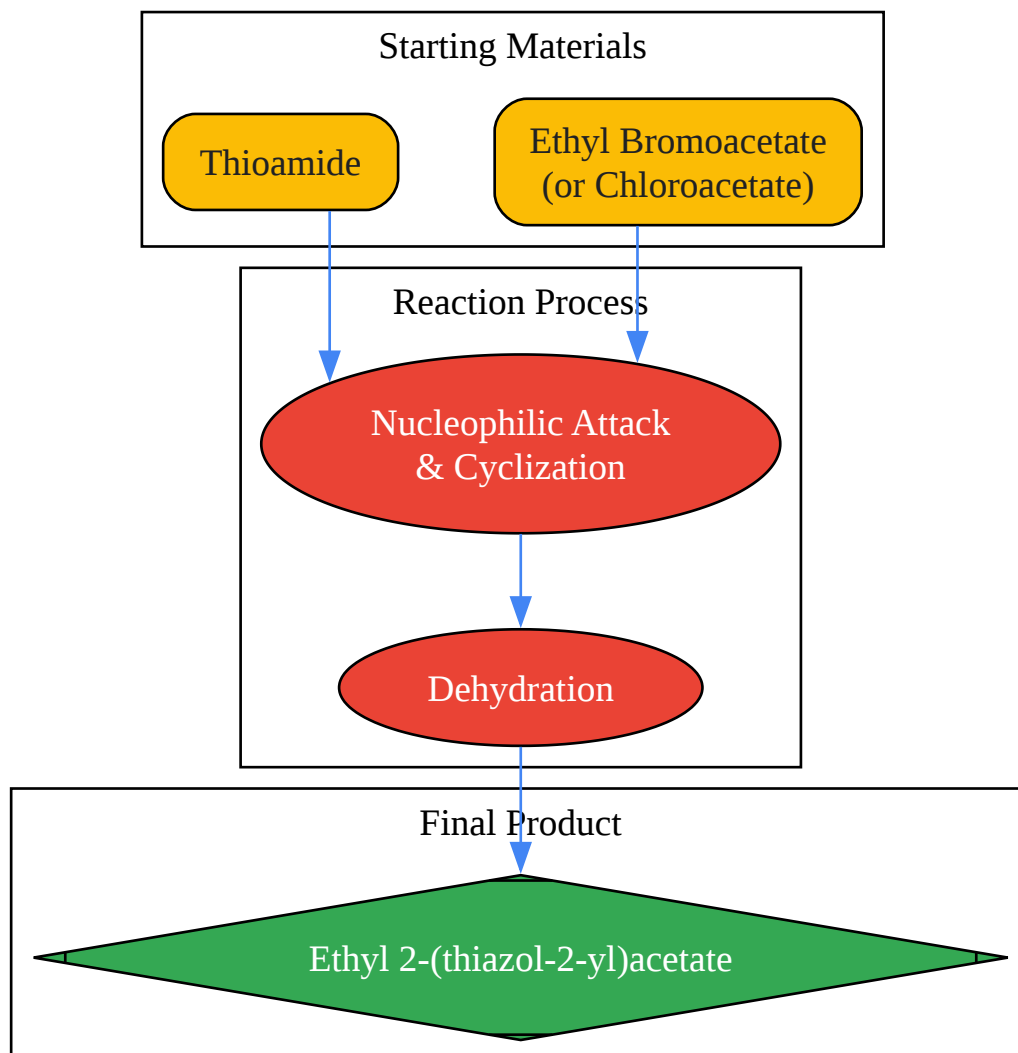 Starting Materials
Thioamide
Ethyl Bromoacetate
(or Chloroacetate)
Reaction Process
Nucleophilic Attack
& Cyclization
Dehydration
Final Product
Ethyl 2-(thiazol-2-yl)acetate